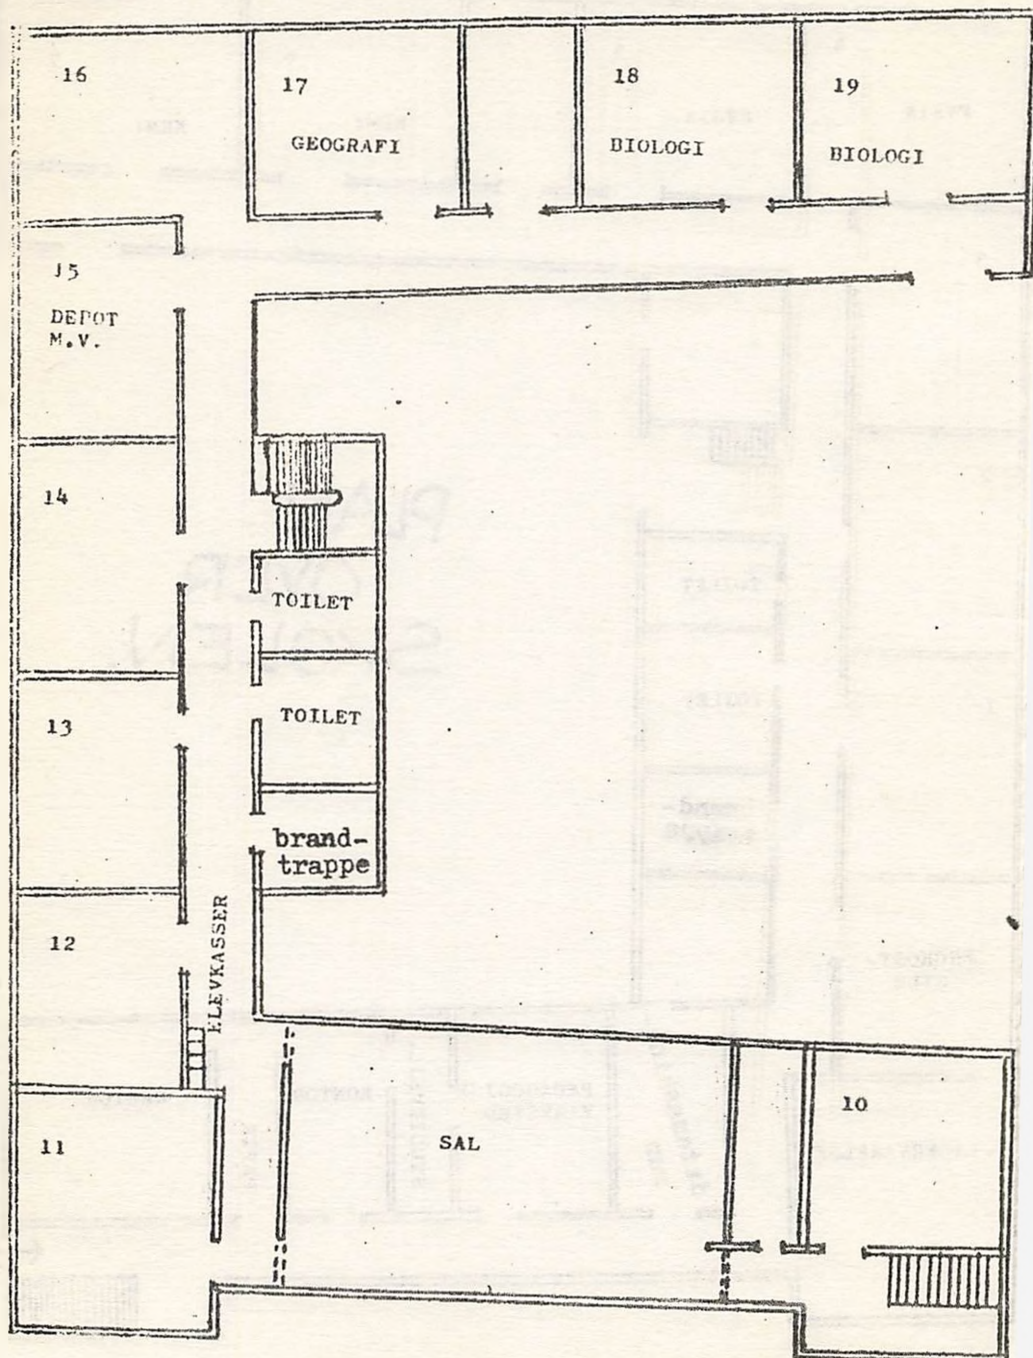 16
17
GEOGRAFI
18
BIOLOGI
19
BIOLOGI
15
DEPOT
M.V.
14
TOILET
13
TOILET
brand-
trappe
12
ELEVKASSER
11
SAL
10